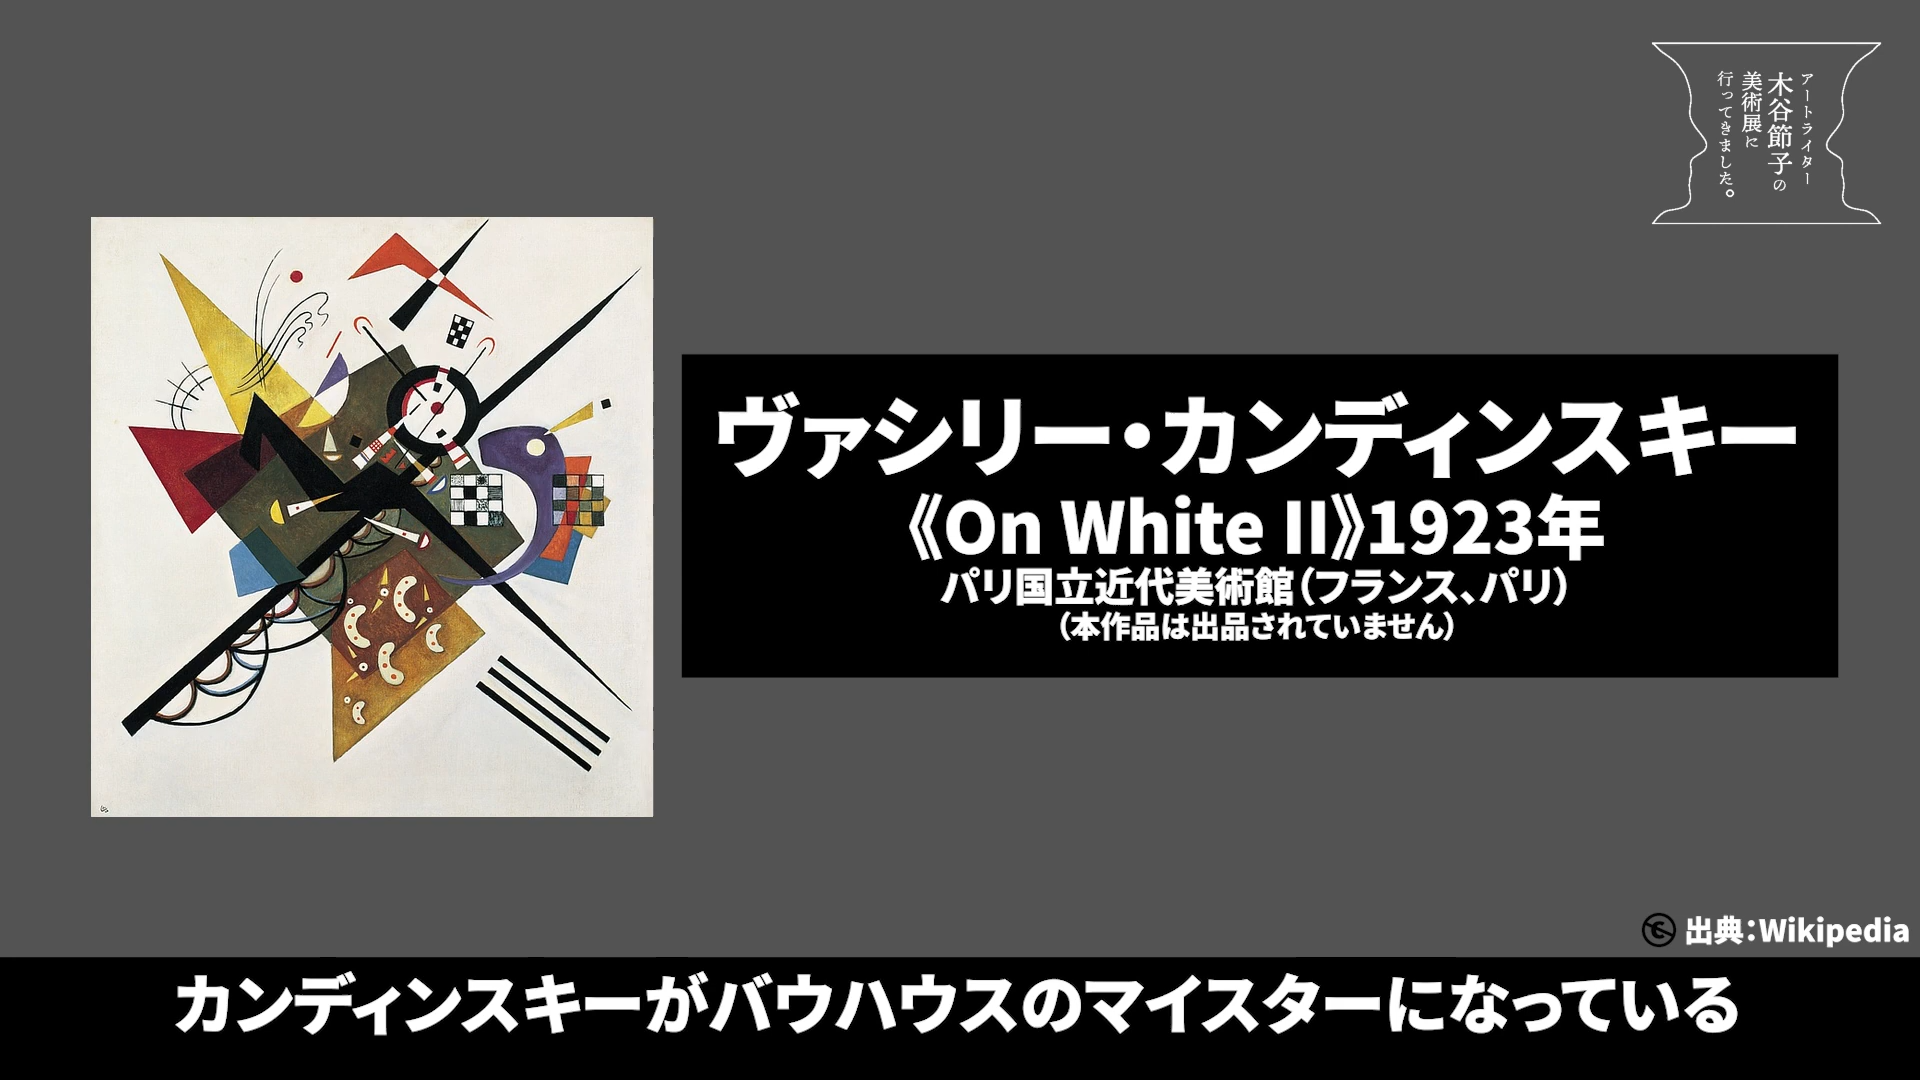 アートライター
木谷節子の
美術展に
行ってきました。
ヴァシリー・カンディンスキー
《On White II》1923年
パリ国立近代美術館（フランス、パリ）
（本作品は出品されていません）
出典：Wikipedia
カンディンスキーがバウハウスのマイスターになっている